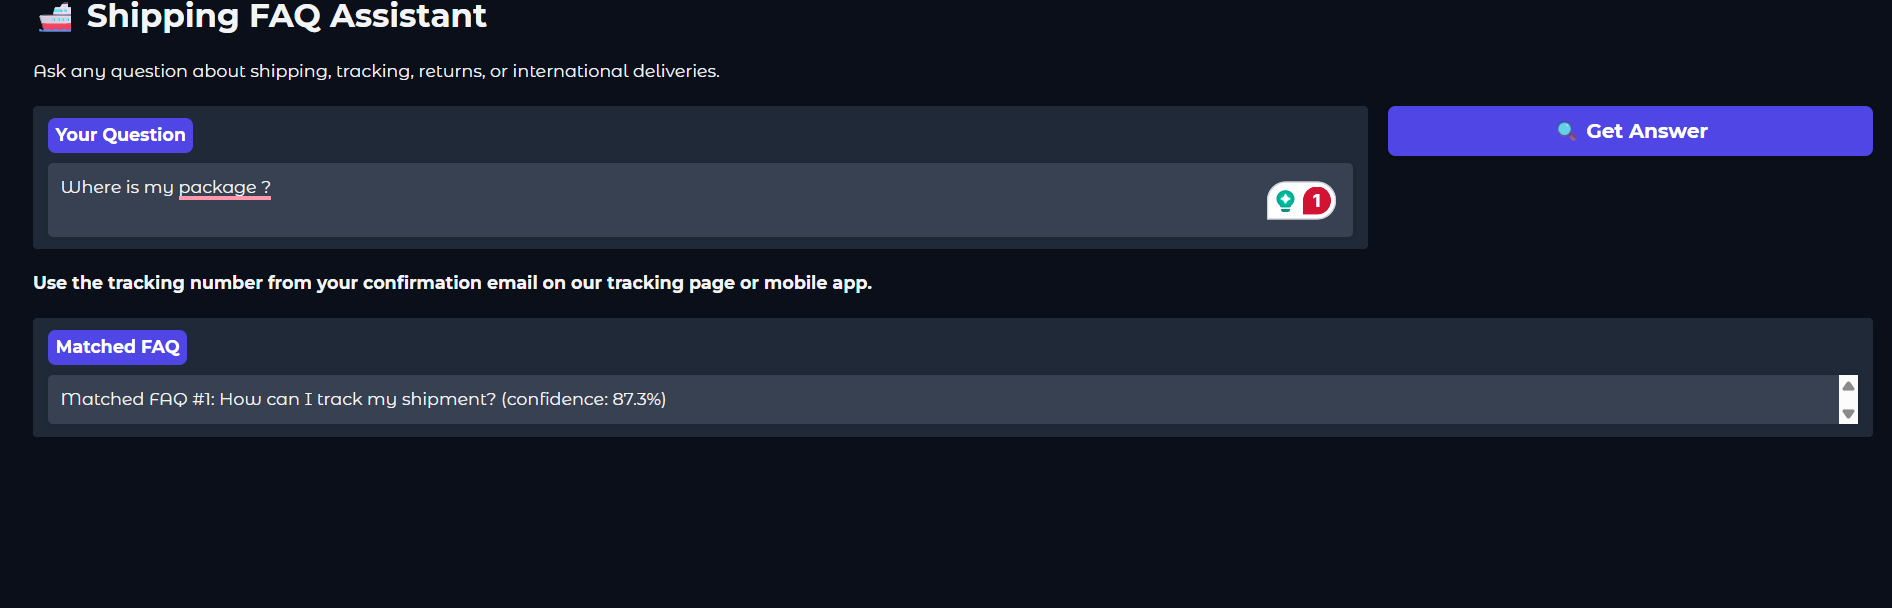 Shipping FAQ Assistant
Ask any question about shipping, tracking, returns, or international deliveries.
Your Question
Get Answer
Where is my package ?
1
Use the tracking number from your confirmation email on our tracking page or mobile app.
Matched FAQ
Matched FAQ #1: How can I track my shipment? (confidence: 87.3%)